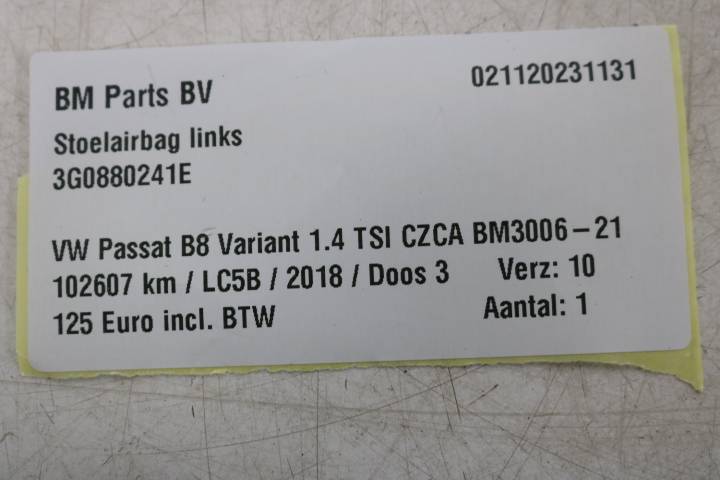 BM Parts BV 021120231131
Stoelairbag links
3G0880241E
VW Passat B8 Variant 1.4 TSI CZCA BM3006-21
102607 km / LC5B / 2018 / Doos 3 Verz: 10
125 Euro incl. BTW Aantal: 1